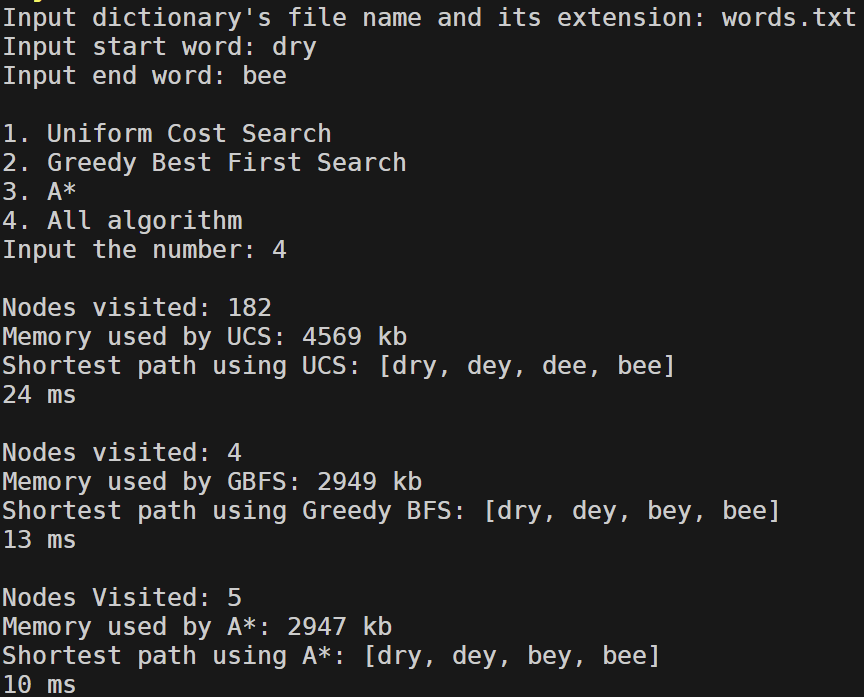 Input dictionary's file name and its extension: words.txt
Input start word: dry
Input end word: bee
1. Uniform Cost Search
2. Greedy Best First Search
3. A*
4. All algorithm
Input the number: 4
Nodes visited: 182
Memory used by UCS: 4569 kb
Shortest path using UCS: [dry, dey, dee, bee]
24 ms
Nodes visited: 4
Memory used by GBFS: 2949 kb
Shortest path using Greedy BFS: [dry, dey, bey, bee]
13 ms
Nodes Visited: 5
Memory used by A*: 2947 kb
Shortest path using A*: [dry, dey, bey, bee]
10 ms